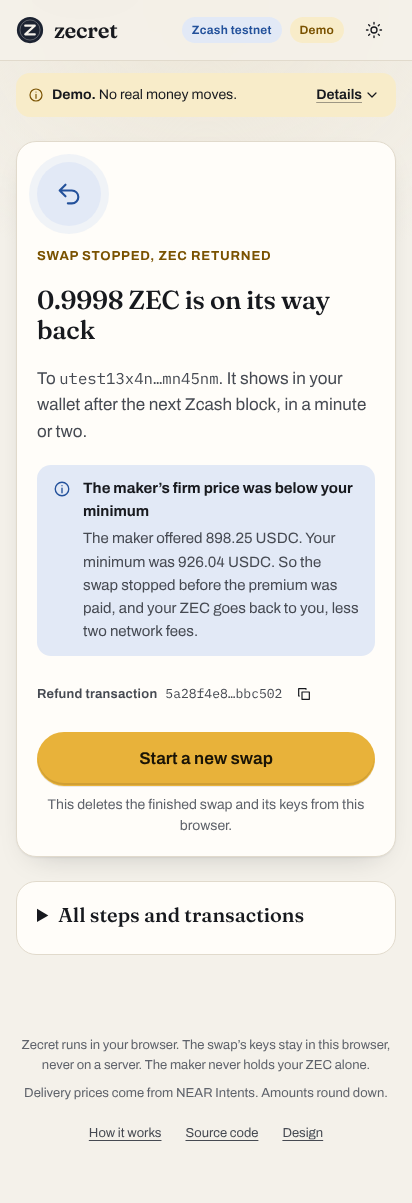 zecret
Zcash testnet
Demo
Demo. No real money moves.
Details
SWAP STOPPED, ZEC RETURNED
0.9998 ZEC is on its way
back
To utest13x4n…mn45nm. It shows in your
wallet after the next Zcash block, in a minute
or two.
The maker’s firm price was below your
minimum
The maker offered 898.25 USDC. Your
minimum was 926.04 USDC. So the
swap stopped before the premium was
paid, and your ZEC goes back to you, less
two network fees.
Refund transaction 5a28f4e8…bbc502
Start a new swap
This deletes the finished swap and its keys from this
browser.
All steps and transactions
Zecret runs in your browser. The swap’s keys stay in this browser,
never on a server. The maker never holds your ZEC alone.
Delivery prices come from NEAR Intents. Amounts round down.
How it works
Source code
Design